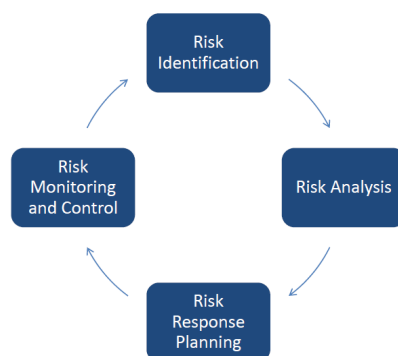 Risk
Identification
Risk Analysis
Risk
Response
Planning
Risk
Monitoring
and Control